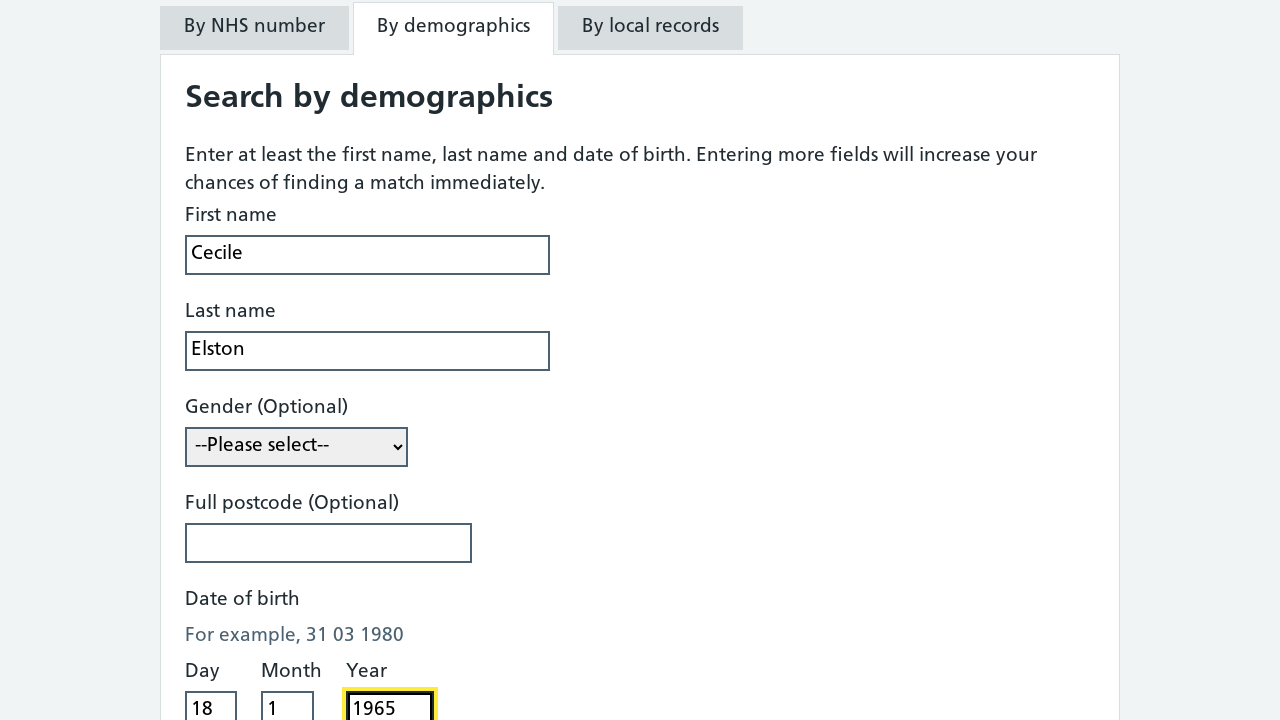 By NHS number
By demographics
By local records
Search by demographics
Enter at least the first name, last name and date of birth. Entering more fields will increase your
chances of finding a match immediately.
First name
Cecile
Last name
Elston
Gender (Optional)
--Please select--
Full postcode (Optional)
Date of birth
For example, 31 03 1980
Day Month Year
18 1 1965